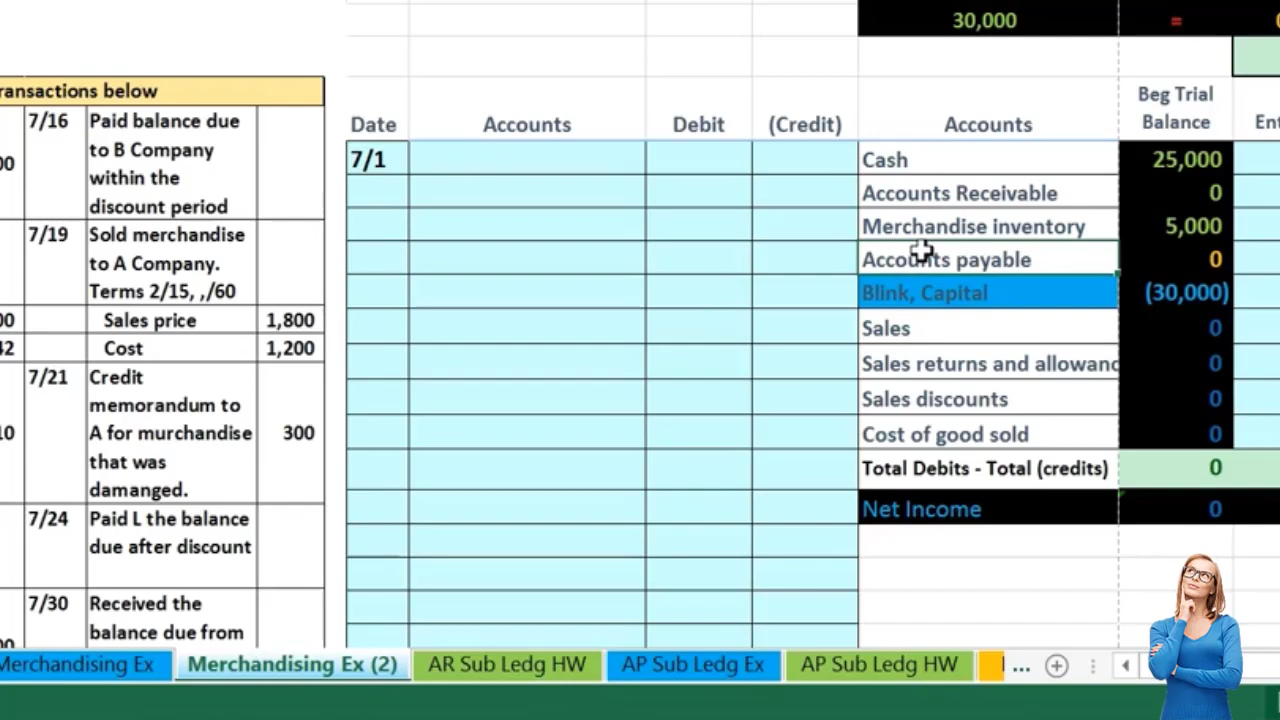 30,000 =
ransactions below
7/16 Paid balance due
to B Company
within the
discount period
7/19 Sold merchandise
to A Company.
Terms 2/15, ,/60
Sales price 1,800
Cost 1,200
7/21 Credit
memorandum to
A for murchandise 300
that was
damanged.
7/24 Paid L the balance
due after discount
7/30 Received the
balance due from
Date Accounts Debit (Credit)
7/1
Accounts Beg Trial
Balance
Cash 25,000
Accounts Receivable 0
Merchandise inventory 5,000
Accounts payable 0
Blink, Capital (30,000)
Sales 0
Sales returns and allowanc 0
Sales discounts 0
Cost of good sold 0
Total Debits - Total (credits) 0
Net Income 0
Merchandising Ex Merchandising Ex (2) AR Sub Ledg HW AP Sub Ledg Ex AP Sub Ledg HW ...